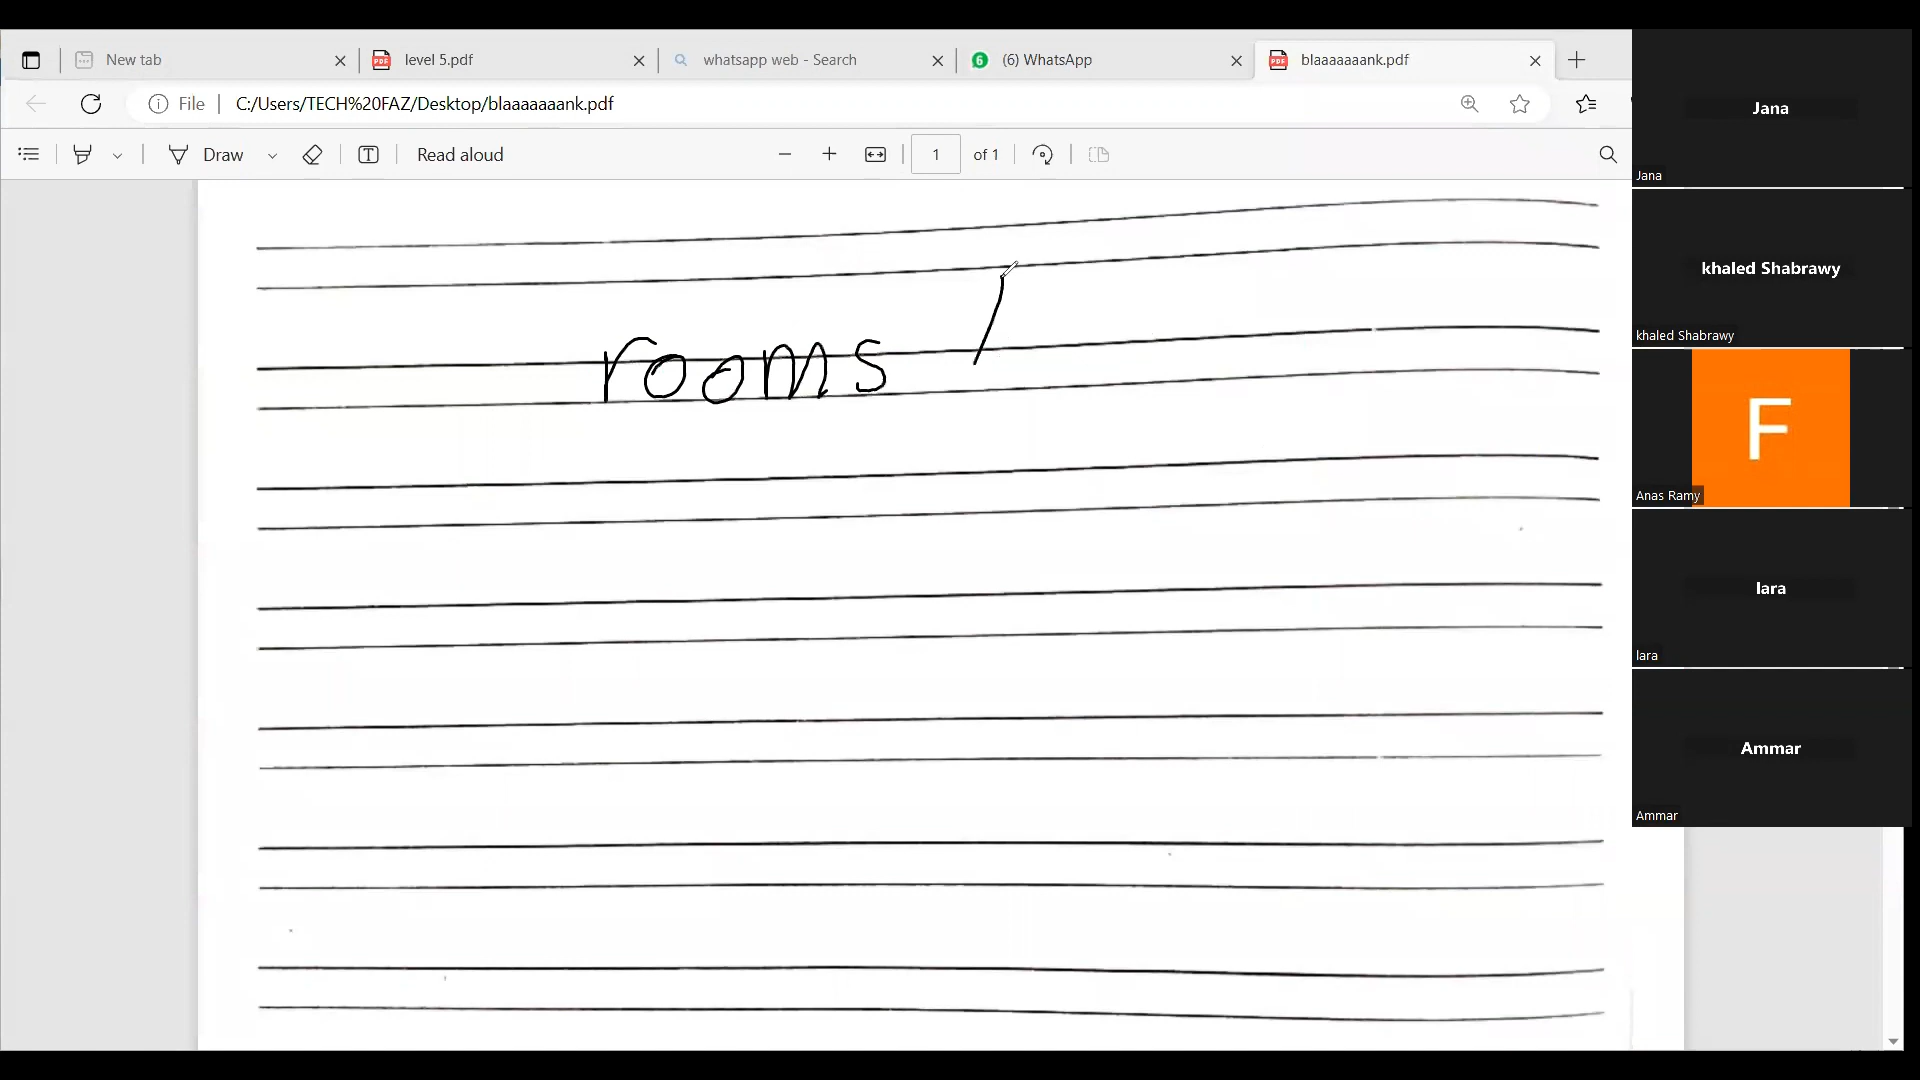 New tab
level 5.pdf
whatsapp web - Search
6
(6) WhatsApp
blaaaaaaank.pdf
File
C:/Users/TECH%20FAZ/Desktop/blaaaaaaank.pdf
Draw
T
Read aloud
1 of 1
rooms /
Jana
Jana
khaled Shabrawy
khaled Shabrawy
F
Anas Ramy
lara
lara
Ammar
Ammar